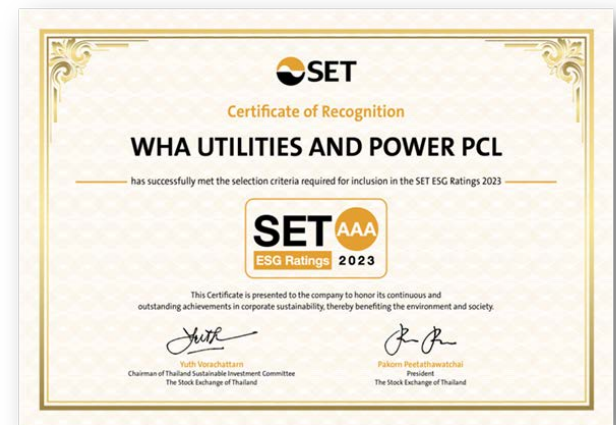 SET
Certificate of Recognition
WHA UTILITIES AND POWER PCL
has successfully met the selection criteria required for inclusion in the SET ESG Ratings 2023
SET AAA
ESG Ratings 2023
This Certificate is presented to the company to honor its continuous and
outstanding achievements in corporate sustainability, thereby benefiting the environment and society.
Yuth Vorachattarn
Chairman of Thailand Sustainable Investment Committee
The Stock Exchange of Thailand
Pakorn Peetathawatchai
President
The Stock Exchange of Thailand